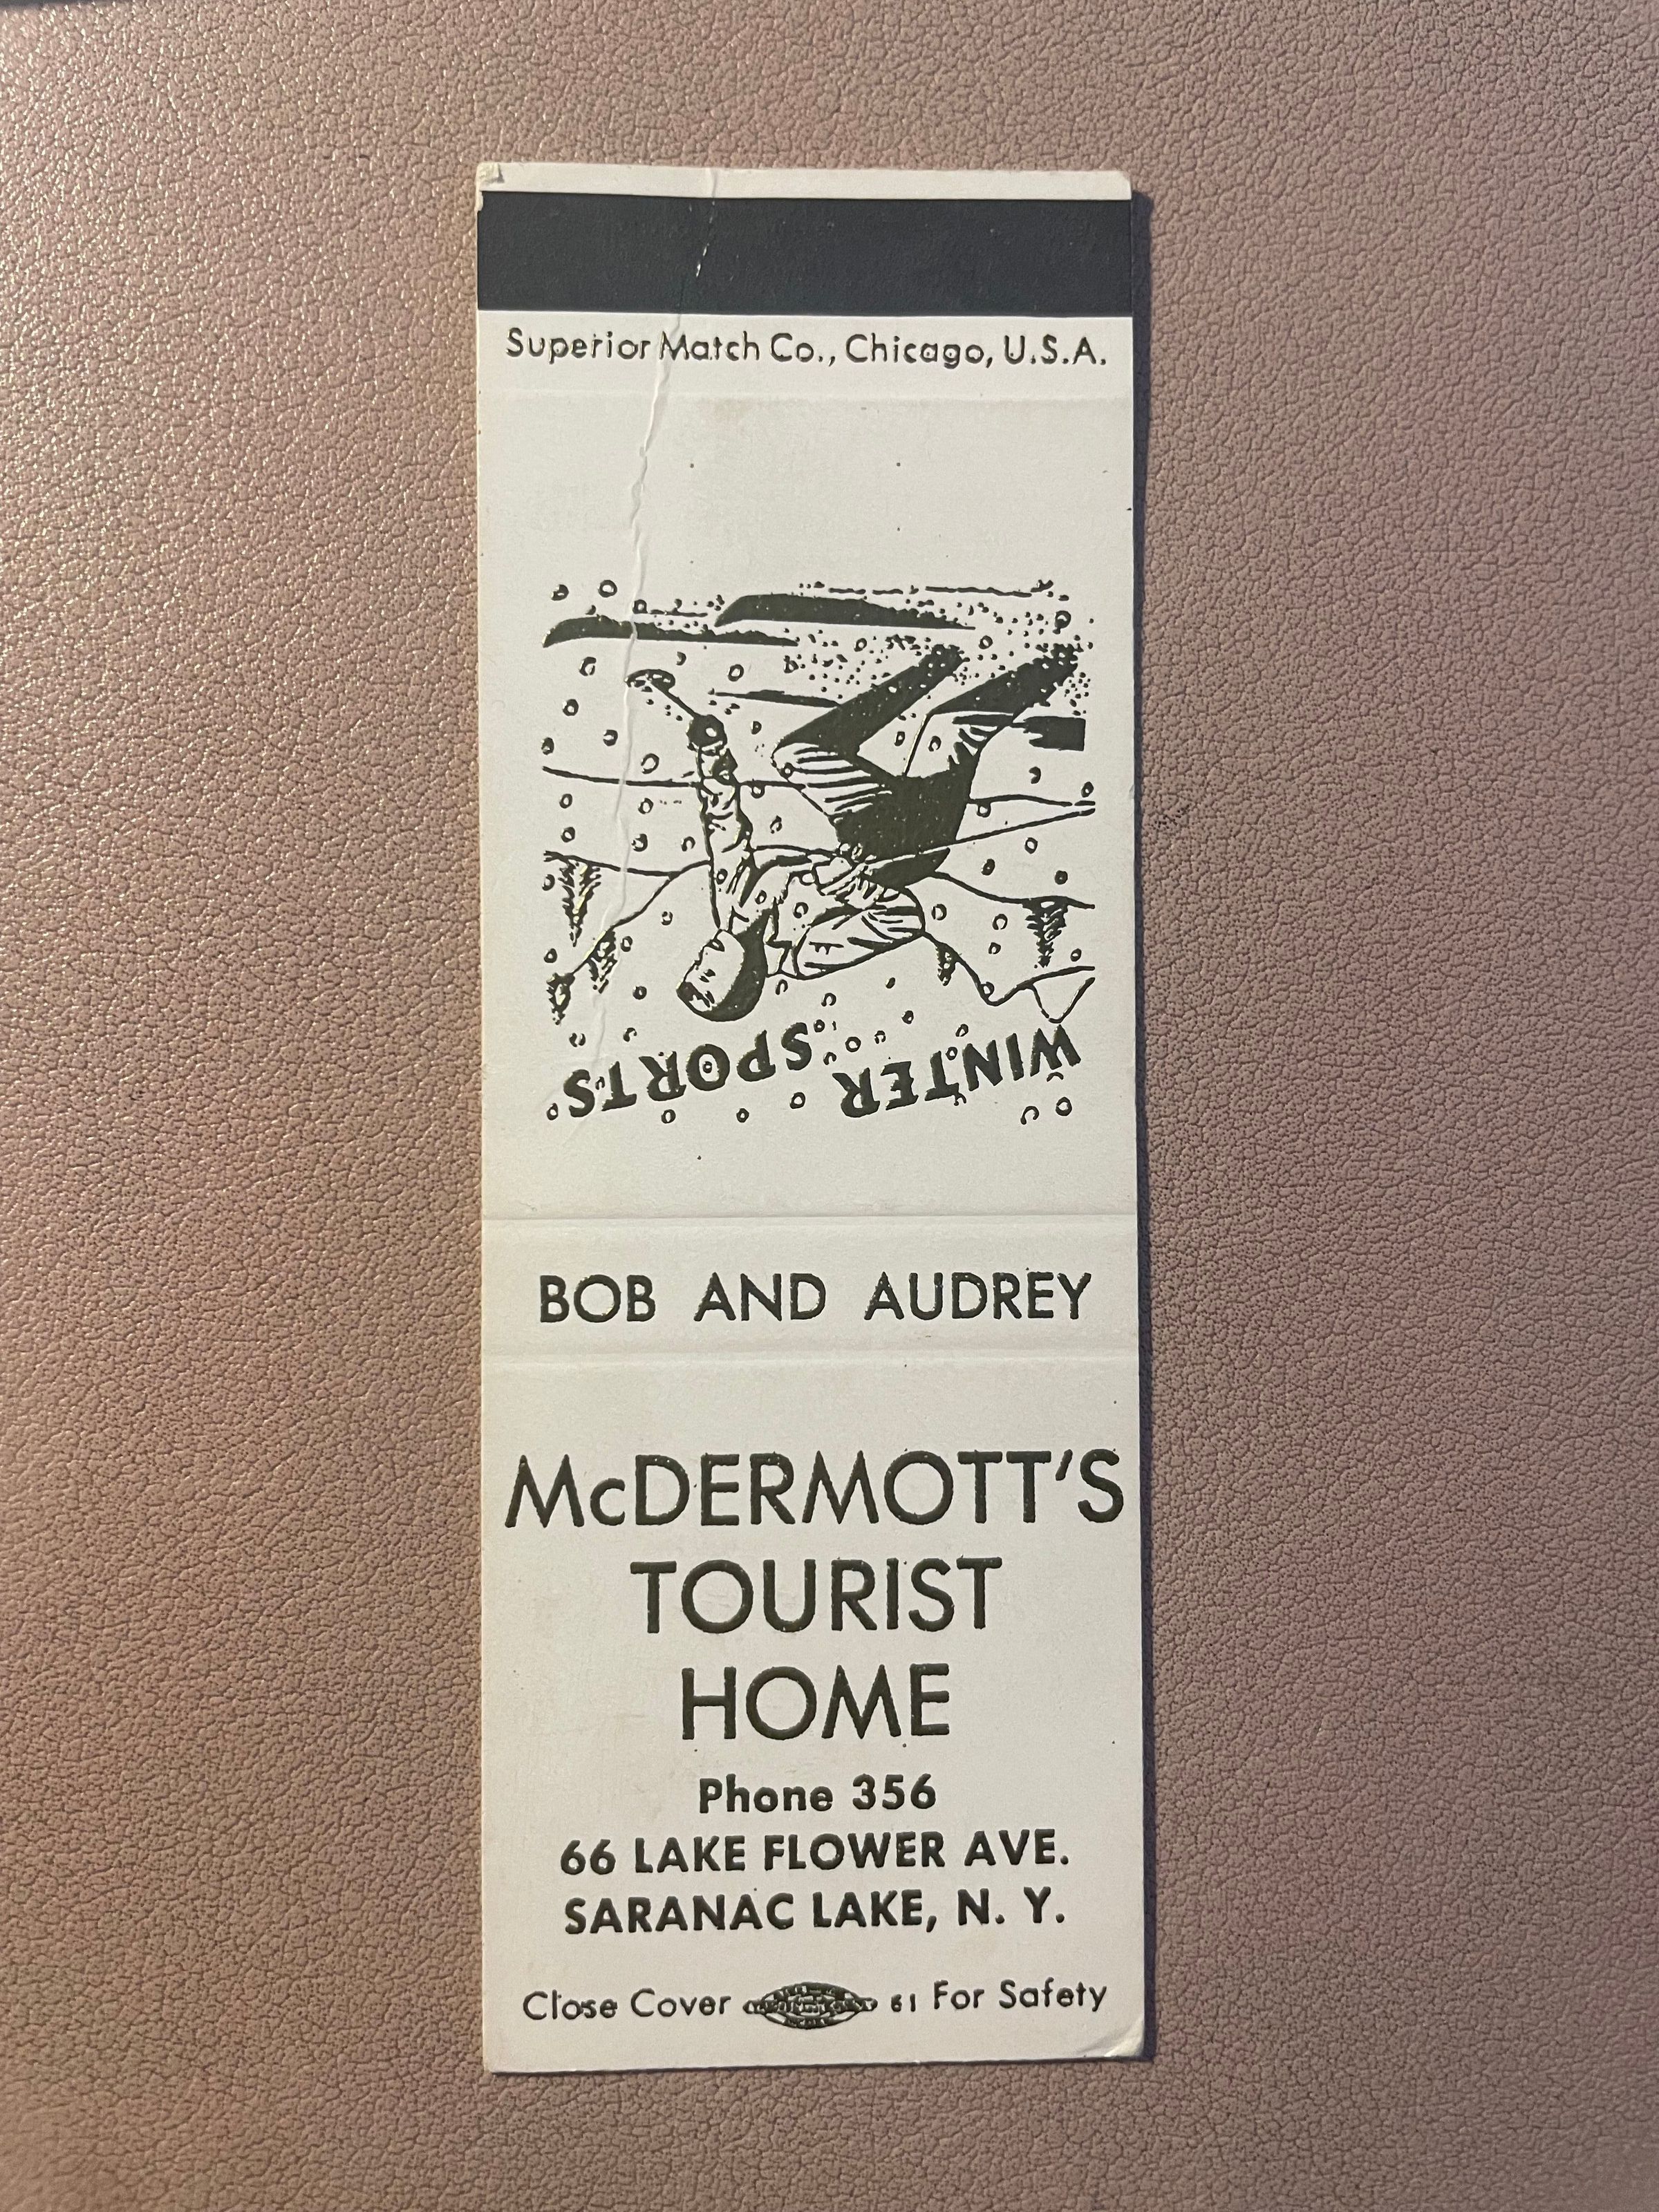 Superior Match Co., Chicago, U.S.A.
WINTER SPORTS
BOB AND AUDREY
McDERMOTT'S
TOURIST
HOME
Phone 356
66 LAKE FLOWER AVE.
SARANAC LAKE, N. Y.
Close Cover 61 For Safety